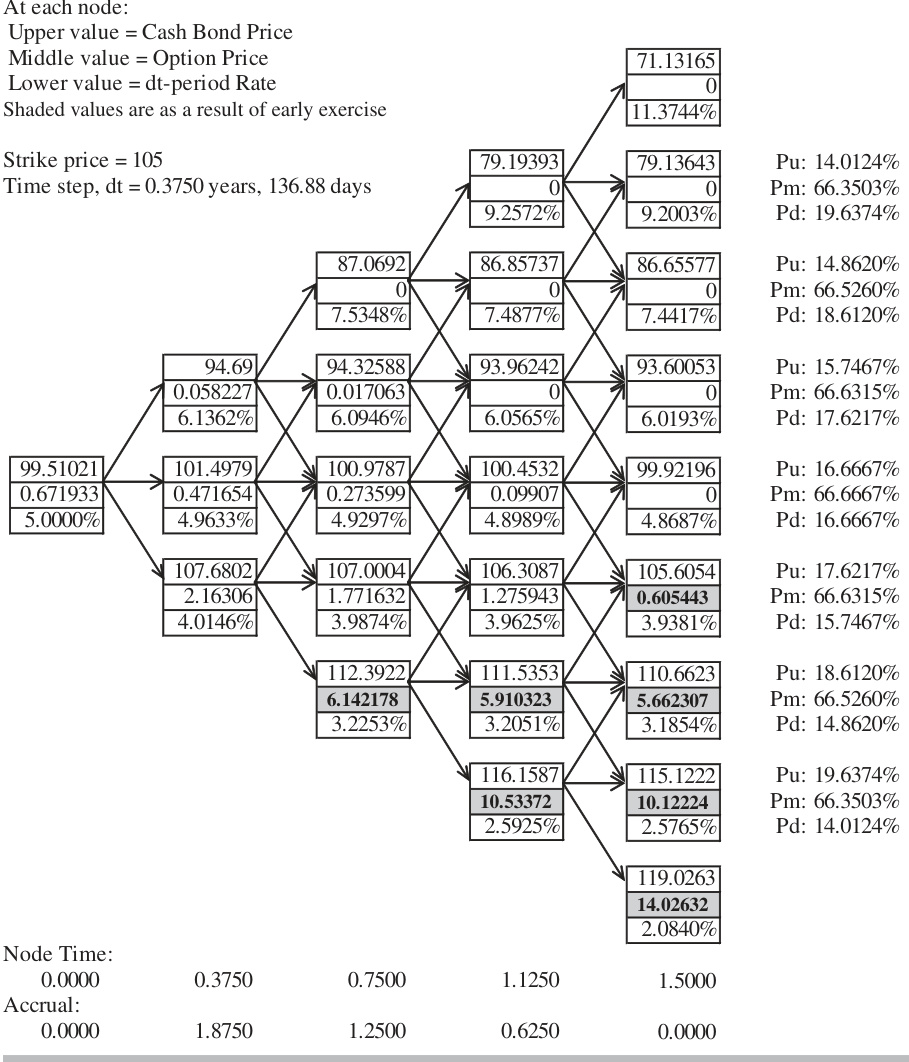 At each node:
Upper value = Cash Bond Price
Middle value = Option Price
Lower value = dt-period Rate
Shaded values are as a result of early exercise
Strike price = 105
Time step, dt = 0.3750 years, 136.88 days
99.51021
0.671933
5.0000%
94.69
0.058227
6.1362%
101.4979
0.471654
4.9633%
107.6802
2.16306
4.0146%
87.0692
0
7.5348%
94.32588
0.017063
6.0946%
100.9787
0.273599
4.9297%
107.0004
1.771632
3.9874%
112.3922
6.142178
3.2253%
79.19393
0
9.2572%
86.85737
0
7.4877%
93.96242
0
6.0565%
100.4532
0.09907
4.8989%
106.3087
1.275943
3.9625%
111.5353
5.910323
3.2051%
116.1587
10.53372
2.5925%
71.13165
0
11.3744%
79.13643
0
9.2003%
86.65577
0
7.4417%
93.60053
0
6.0193%
99.92196
0
4.8687%
105.6054
0.605443
3.9381%
110.6623
5.662307
3.1854%
115.1222
10.12224
2.5765%
119.0263
14.02632
2.0840%
Pu: 14.0124%
Pm: 66.3503%
Pd: 19.6374%
Pu: 14.8620%
Pm: 66.5260%
Pd: 18.6120%
Pu: 15.7467%
Pm: 66.6315%
Pd: 17.6217%
Pu: 16.6667%
Pm: 66.6667%
Pd: 16.6667%
Pu: 17.6217%
Pm: 66.6315%
Pd: 15.7467%
Pu: 18.6120%
Pm: 66.5260%
Pd: 14.8620%
Pu: 19.6374%
Pm: 66.3503%
Pd: 14.0124%
Node Time:
0.0000 0.3750 0.7500 1.1250 1.5000
Accrual:
0.0000 1.8750 1.2500 0.6250 0.0000